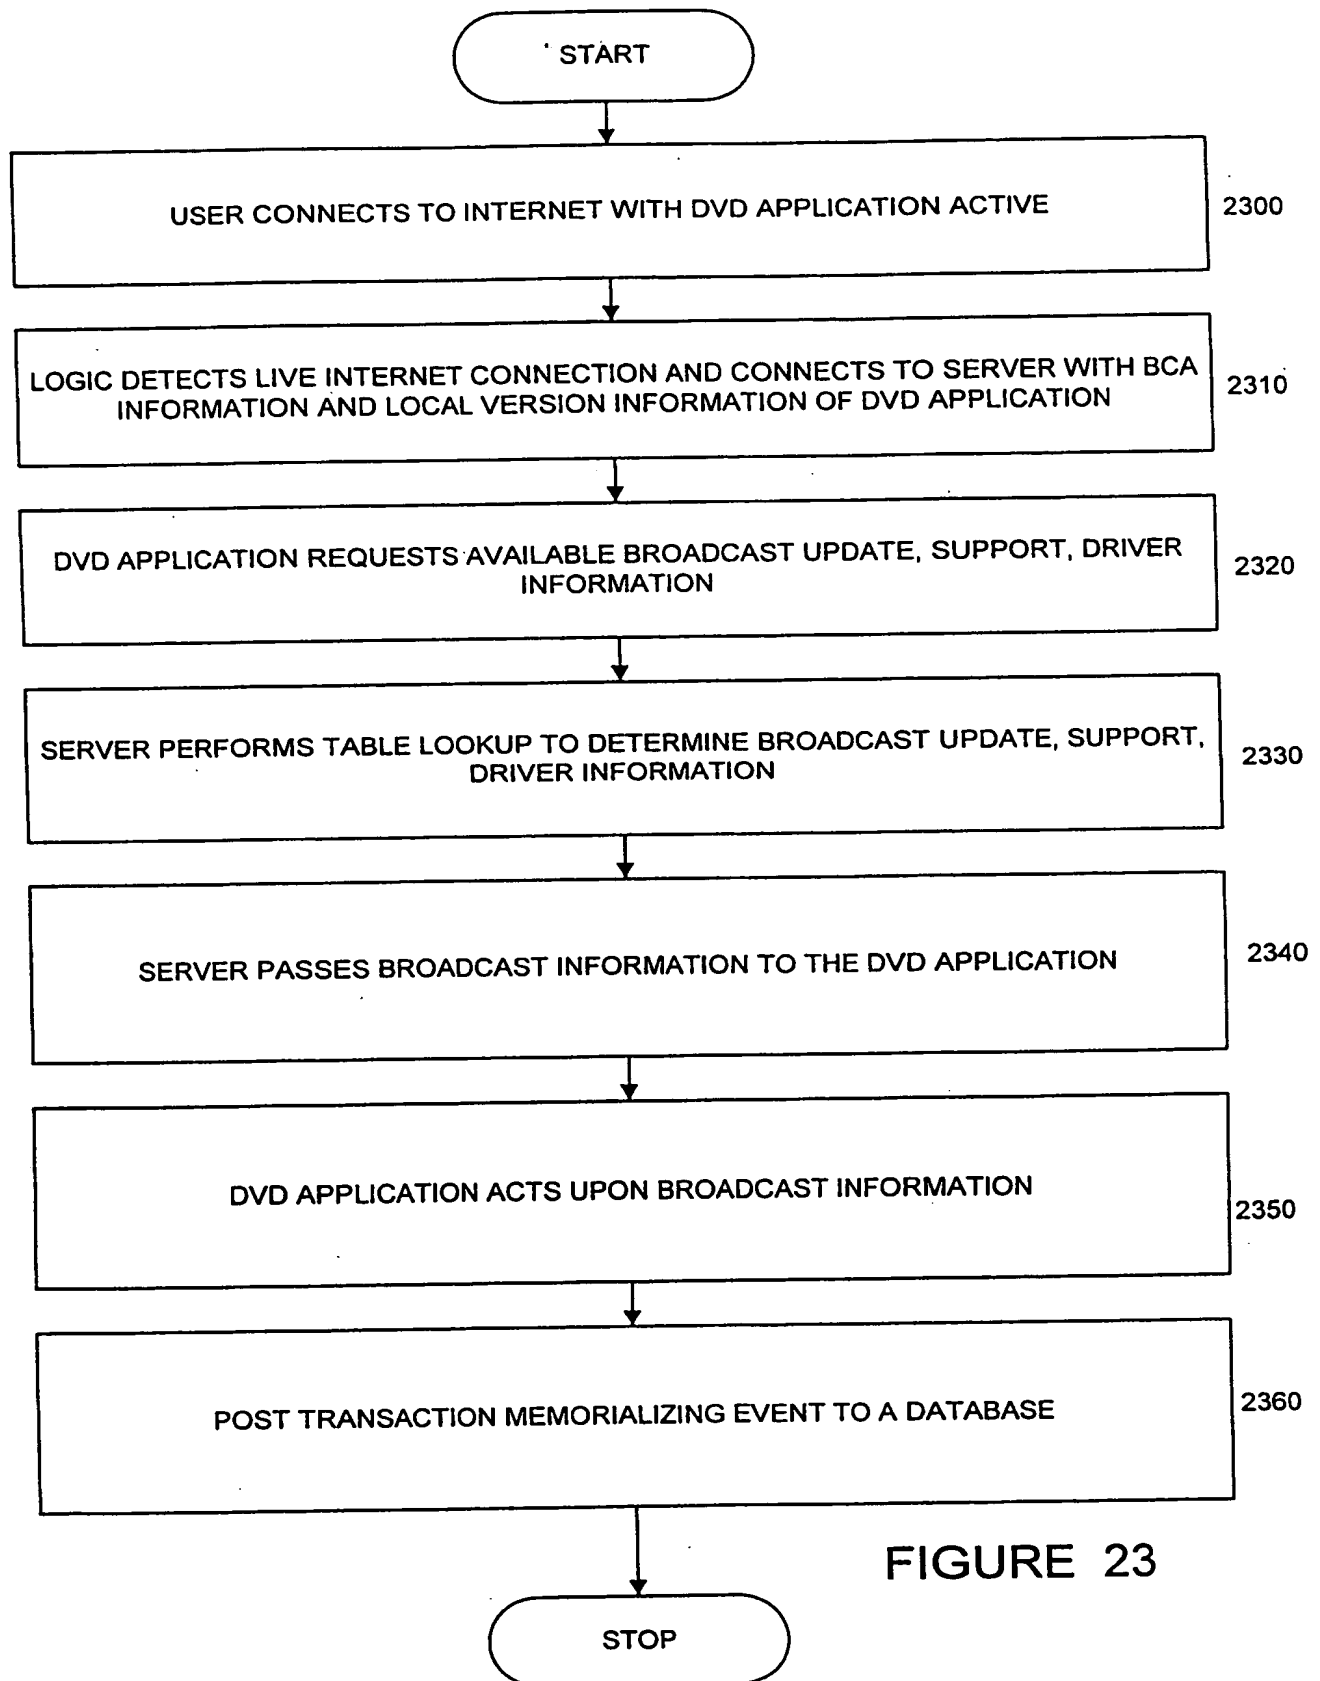 START
USER CONNECTS TO INTERNET WITH DVD APPLICATION ACTIVE
2300
LOGIC DETECTS LIVE INTERNET CONNECTION AND CONNECTS TO SERVER WITH BCA
INFORMATION AND LOCAL VERSION INFORMATION OF DVD APPLICATION
2310
DVD APPLICATION REQUESTS AVAILABLE BROADCAST UPDATE, SUPPORT, DRIVER
INFORMATION
2320
SERVER PERFORMS TABLE LOOKUP TO DETERMINE BROADCAST UPDATE, SUPPORT,
DRIVER INFORMATION
2330
SERVER PASSES BROADCAST INFORMATION TO THE DVD APPLICATION
2340
DVD APPLICATION ACTS UPON BROADCAST INFORMATION
2350
POST TRANSACTION MEMORIALIZING EVENT TO A DATABASE
2360
FIGURE 23
STOP